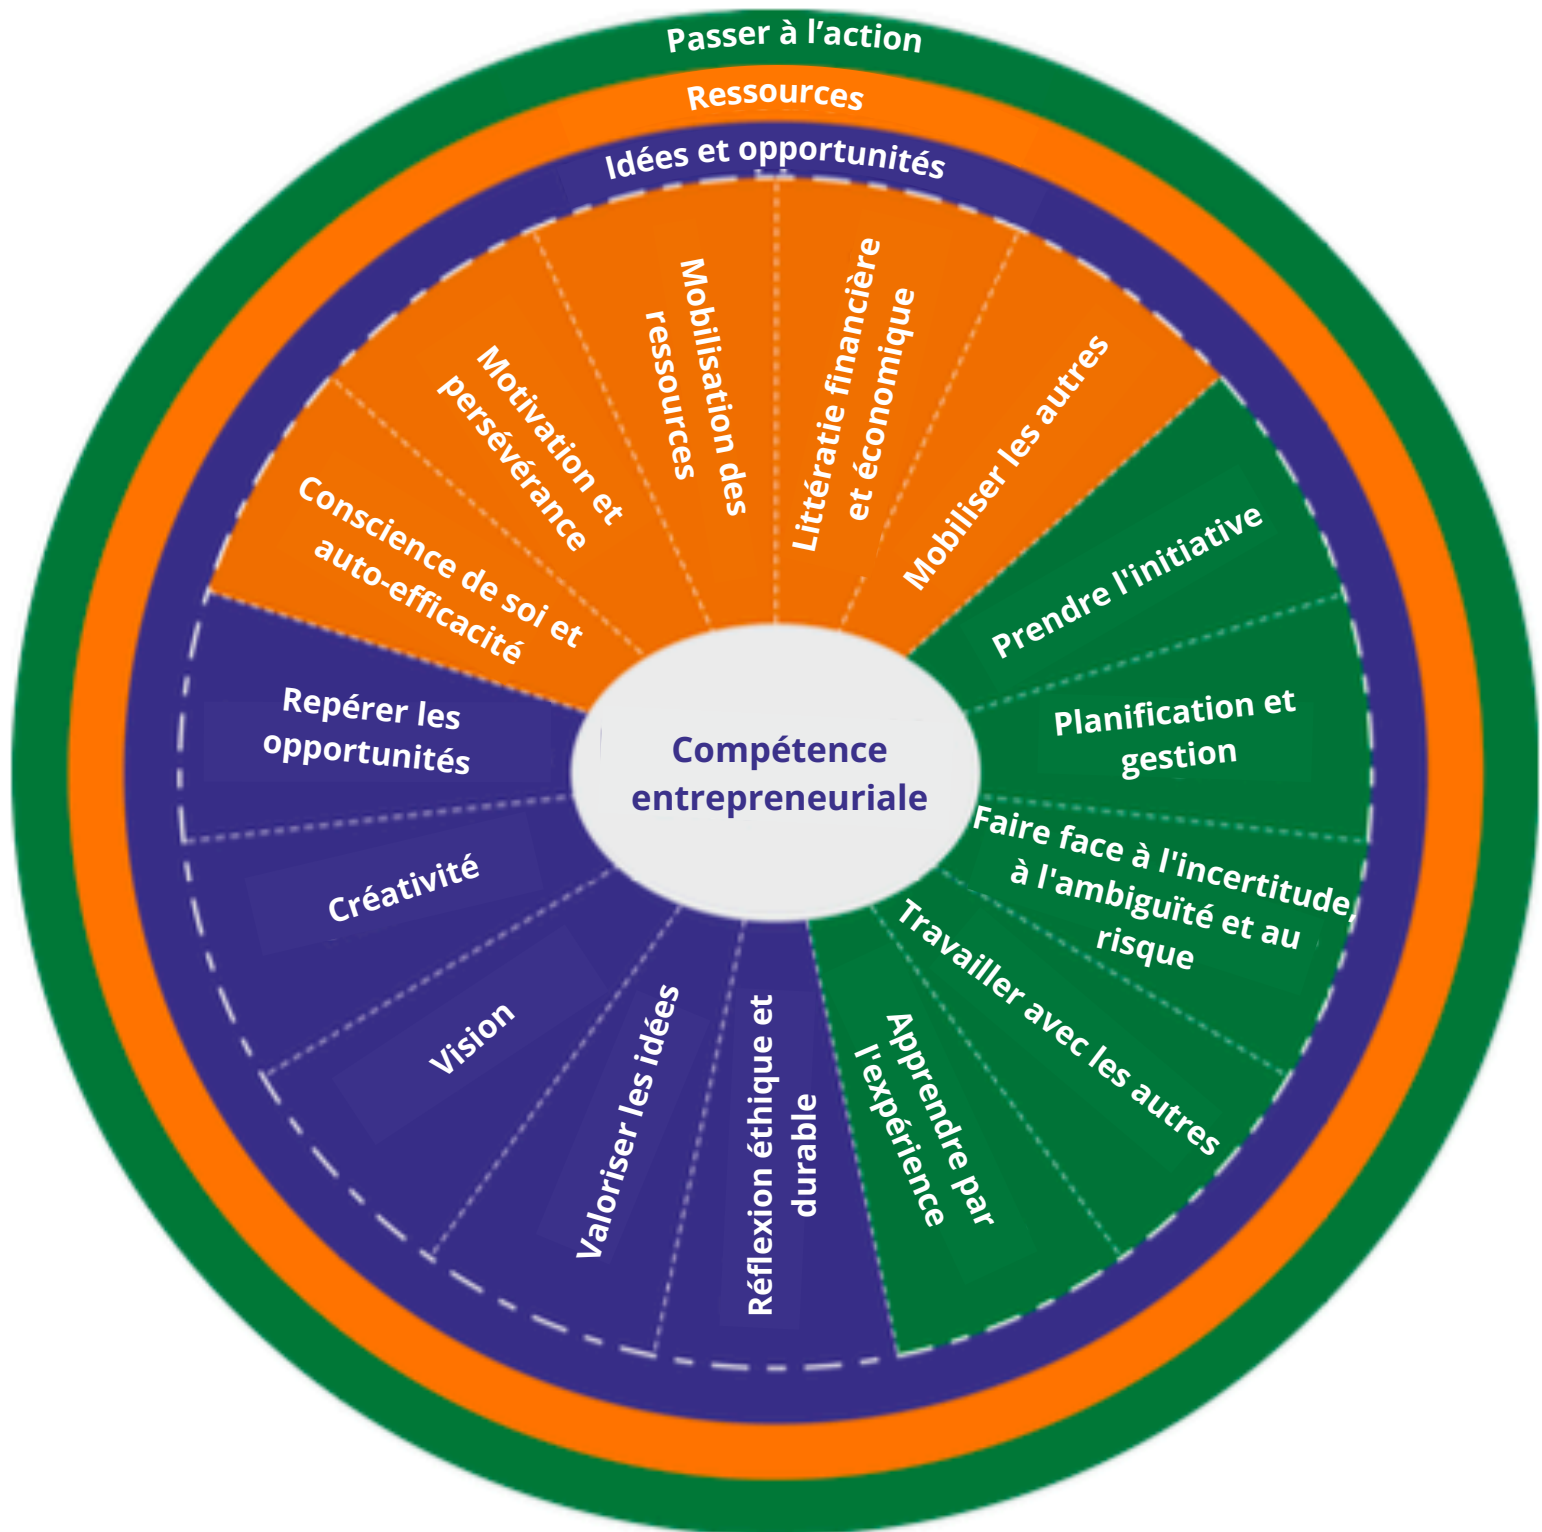 Passer à l’action
Ressources
Idées et opportunités
Mobilisation des
ressources
Littératie financière
et économique
Mobiliser les autres
Prendre l'initiative
Planification et
gestion
Faire face à l'incertitude,
à l'ambiguïté et au
risque
Travailler avec les autres
Apprendre par
l'expérience
Réflexion éthique et
durable
Valoriser les idées
Vision
Créativité
Repérer les
opportunités
Conscience de soi et
auto-efficacité
Motivation et
persévérance
Compétence
entrepreneuriale